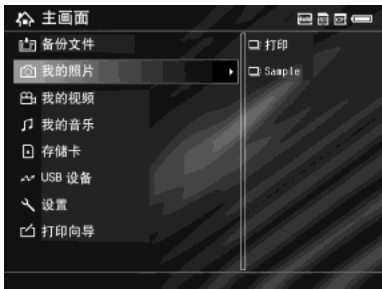 主画面
备份文件
我的照片
我的视频
我的音乐
存储卡
USB 设备
设置
打印向导
打印
Sample